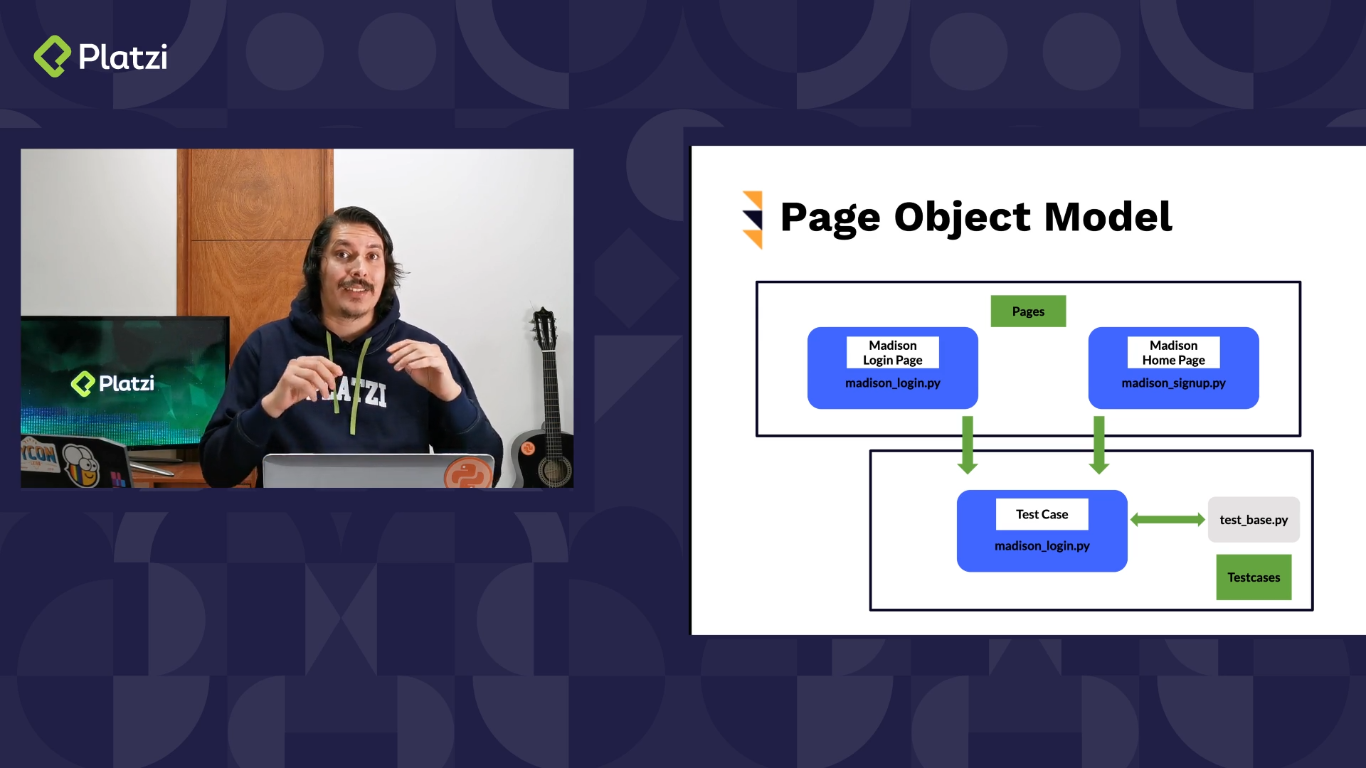 Platzi
Platzi
PLATZI
Page Object Model
Pages
Madison
Login Page
madison_login.py
Madison
Home Page
madison_signup.py
Test Case
madison_login.py
test_base.py
Testcases